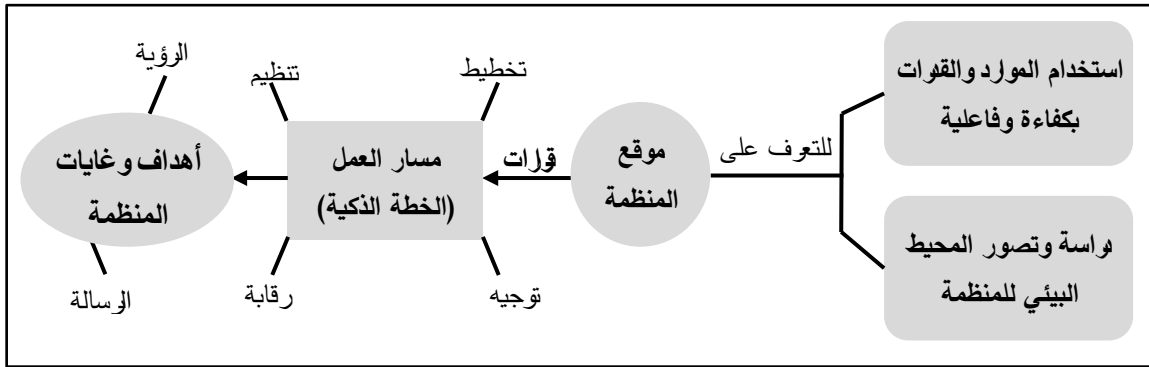 استخدام الموارد والقوات
بكفاءة وفاعلية
دراسة وتصور المحيط
البيئي للمنظمة
للتعرف على
موقع
المنظمة
قرارات
تخطيط
تنظيم
مسار العمل
(الخطة الذكية)
توجيه
رقابة
الرؤية
أهداف وغايات
المنظمة
الرسالة